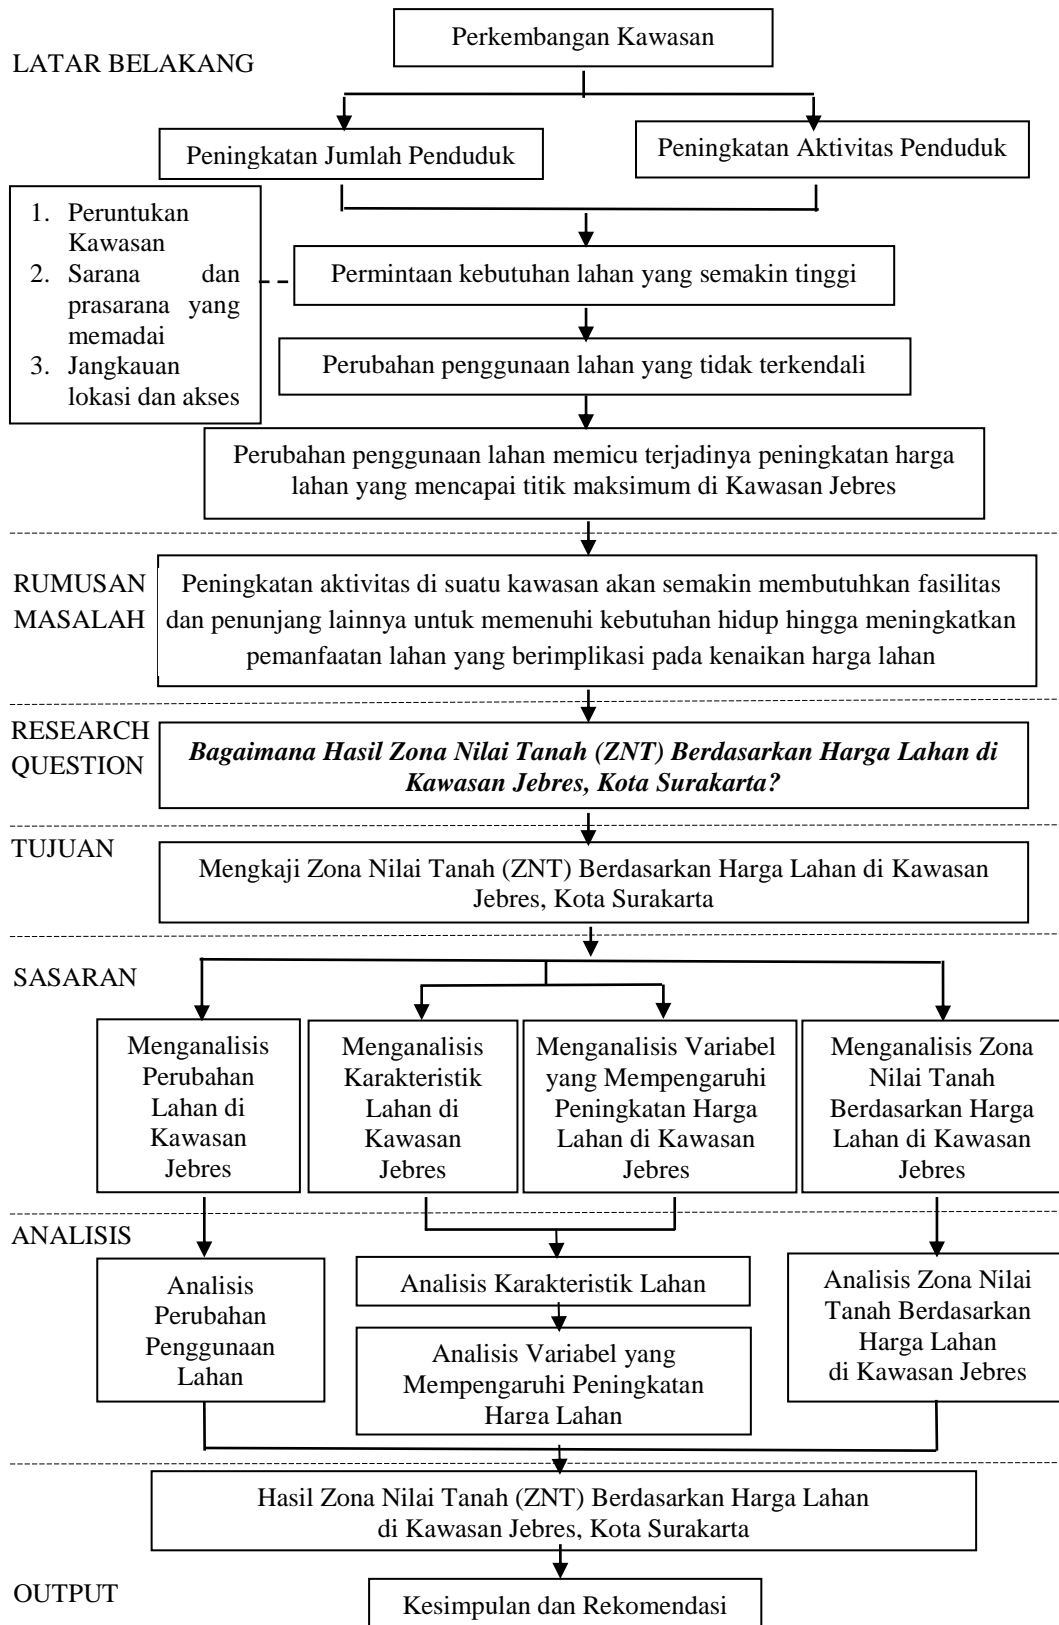 Perkembangan Kawasan
LATAR BELAKANG
Peningkatan Jumlah Penduduk
Peningkatan Aktivitas Penduduk
1. Peruntukan
Kawasan
2. Sarana dan
prasarana yang
memadai
3. Jangkauan
lokasi dan akses
Permintaan kebutuhan lahan yang semakin tinggi
Perubahan penggunaan lahan yang tidak terkendali
Perubahan penggunaan lahan memicu terjadinya peningkatan harga
lahan yang mencapai titik maksimum di Kawasan Jebres
RUMUSAN
MASALAH
Peningkatan aktivitas di suatu kawasan akan semakin membutuhkan fasilitas
dan penunjang lainnya untuk memenuhi kebutuhan hidup hingga meningkatkan
pemanfaatan lahan yang berimplikasi pada kenaikan harga lahan
RESEARCH
QUESTION
Bagaimana Hasil Zona Nilai Tanah (ZNT) Berdasarkan Harga Lahan di
Kawasan Jebres, Kota Surakarta?
TUJUAN
Mengkaji Zona Nilai Tanah (ZNT) Berdasarkan Harga Lahan di Kawasan
Jebres, Kota Surakarta
SASARAN
Menganalisis
Perubahan
Lahan di
Kawasan
Jebres
Menganalisis
Karakteristik
Lahan di
Kawasan
Jebres
Menganalisis Variabel
yang Mempengaruhi
Peningkatan Harga
Lahan di Kawasan
Jebres
Menganalisis Zona
Nilai Tanah
Berdasarkan Harga
Lahan di Kawasan
Jebres
ANALISIS
Analisis
Perubahan
Penggunaan
Lahan
Analisis Karakteristik Lahan
Analisis Variabel yang
Mempengaruhi Peningkatan
Harga Lahan
Analisis Zona Nilai
Tanah Berdasarkan
Harga Lahan
di Kawasan Jebres
Hasil Zona Nilai Tanah (ZNT) Berdasarkan Harga Lahan
di Kawasan Jebres, Kota Surakarta
OUTPUT
Kesimpulan dan Rekomendasi